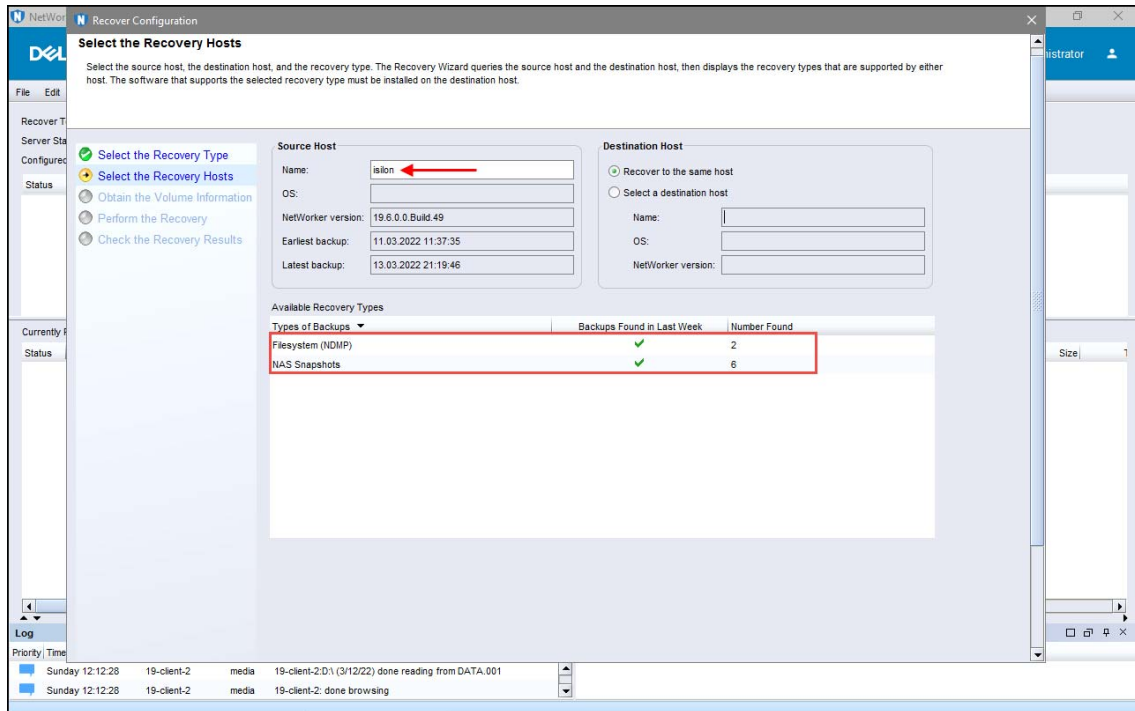 NetWor
Recover Configuration
DELL
istrator
File Edit
Recover T
Server Sta
Configured
Status
Select the Recovery Hosts
Select the source host, the destination host, and the recovery type. The Recovery Wizard queries the source host and the destination host, then displays the recovery types that are supported by either
host. The software that supports the selected recovery type must be installed on the destination host.
Select the Recovery Type
Select the Recovery Hosts
Obtain the Volume Information
Perform the Recovery
Check the Recovery Results
Source Host
Name: isilon
OS:
NetWorker version: 19.6.0.0.Build.49
Earliest backup: 11.03.2022 11:37:35
Latest backup: 13.03.2022 21:19:46
Destination Host
Recover to the same host
Select a destination host
Name:
OS:
NetWorker version:
Available Recovery Types
Types of Backups Backups Found in Last Week Number Found
Filesystem (NDMP) 2
NAS Snapshots 6
Currently
Status Size T
Log
Priority Time
Sunday 12:12:28 19-client-2 media 19-client-2:D:\ (3/12/22) done reading from DATA.001
Sunday 12:12:28 19-client-2 media 19-client-2: done browsing